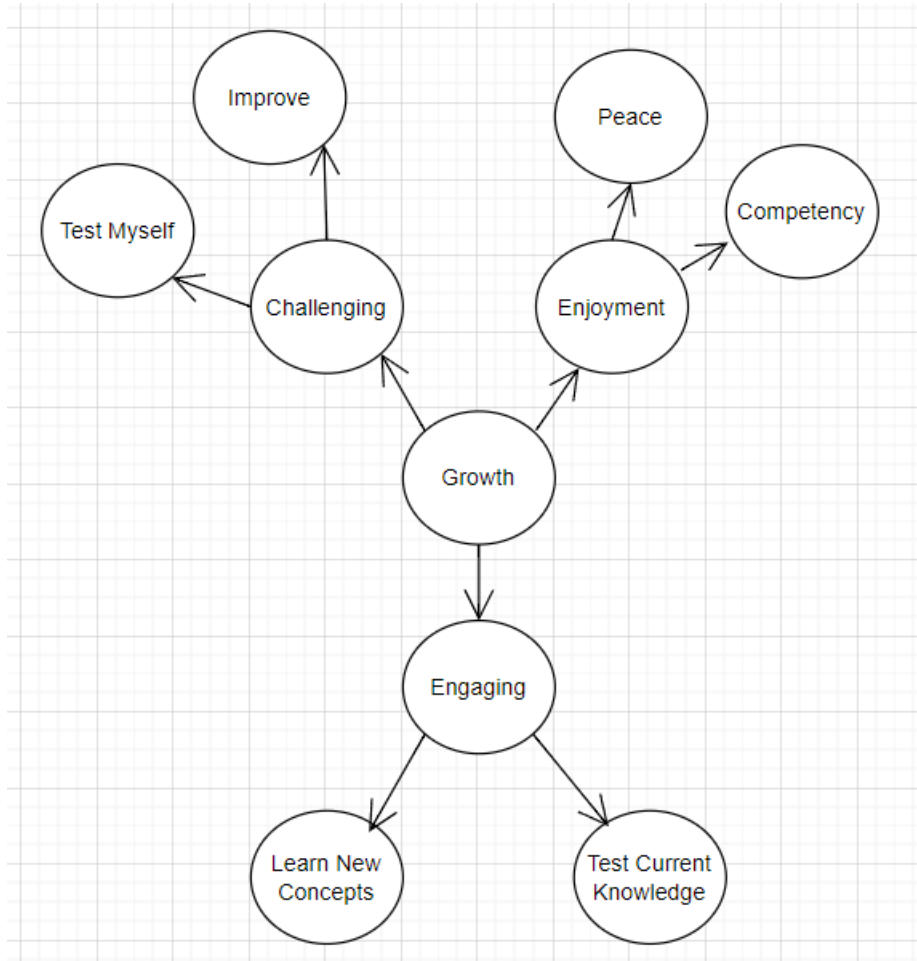 Improve
Peace
Competency
Test Myself
Challenging
Enjoyment
Growth
Engaging
Learn New
Concepts
Test Current
Knowledge